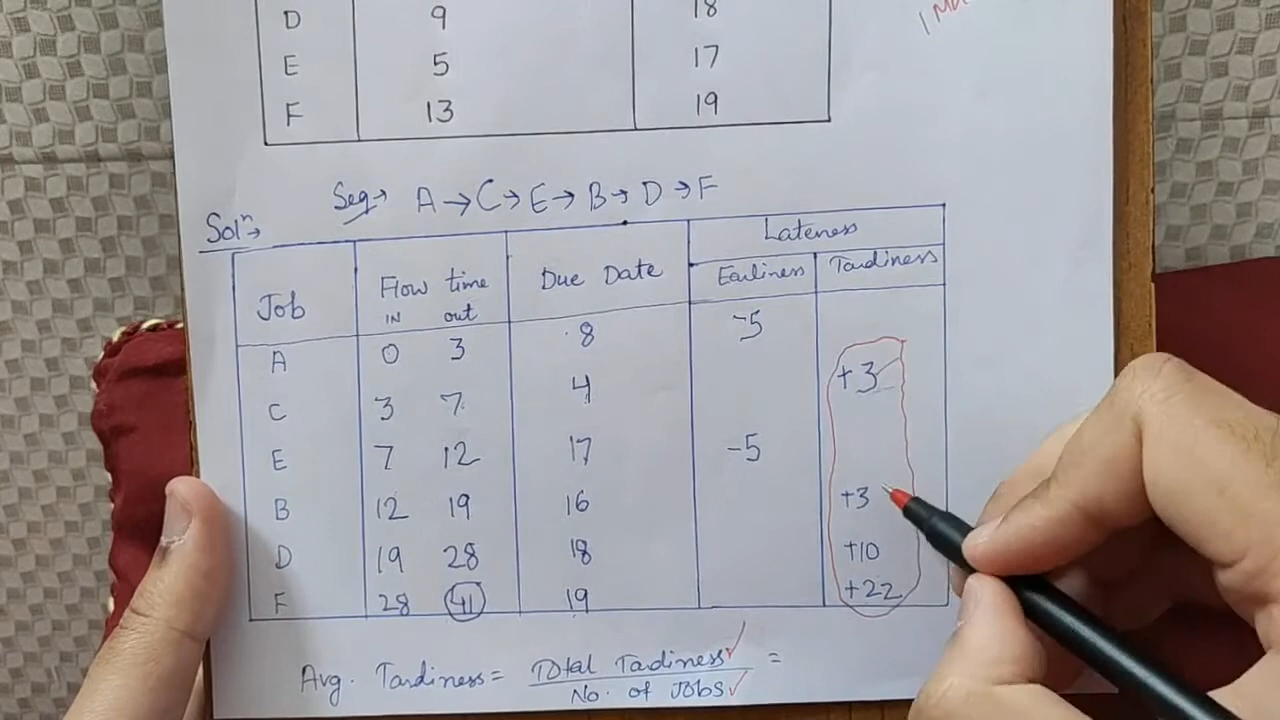 D 9 18
E 5 17
F 13 19
Seq→ A→C→E→B→D→F
Solⁿ→
Lateness
Job Flow time Due Date Earliness Tardiness
IN out
A 0 3 8 -5
C 3 7 4 +3
E 7 12 17 -5
B 12 19 16 +3
D 19 28 18 +10
F 28 41 19 +22
Avg. Tardiness = Total Tardiness =
No. of Jobs